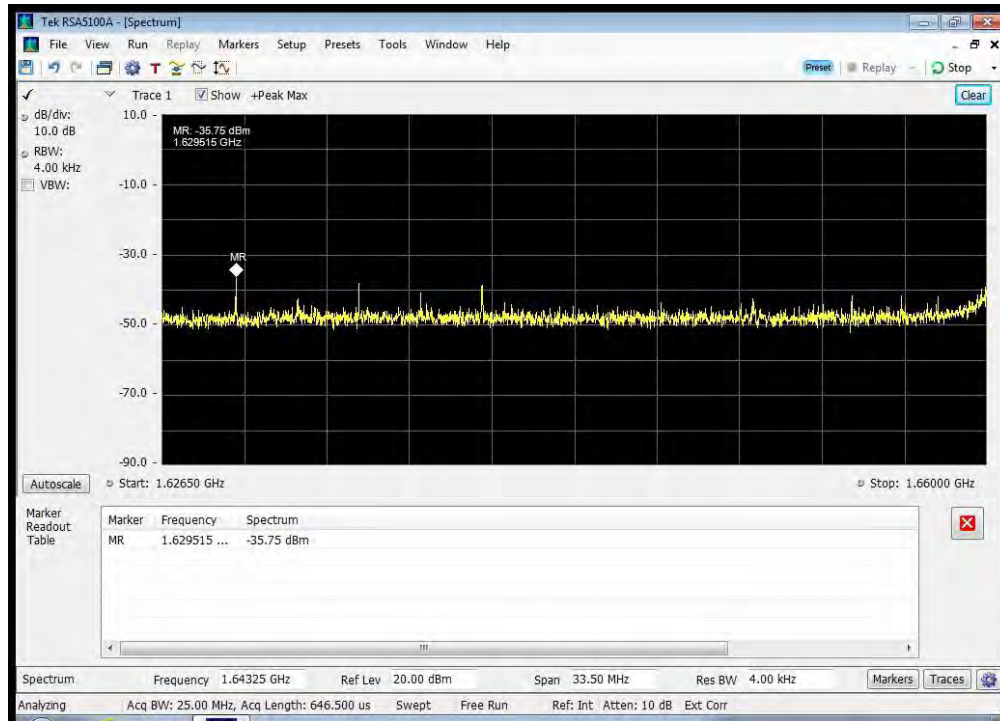 Tek RSA5100A - [Spectrum]
File View Run Replay Markers Setup Presets Tools Window Help
T Preset Replay Stop
Trace 1 Show +Peak Max Clear
dB/div:
10.0 dB
RBW:
4.00 kHz
VBW:
10.0
-10.0
-30.0
-50.0
-70.0
-90.0
MR: -35.75 dBm
1.629515 GHz
MR
Autoscale Start: 1.62650 GHz Stop: 1.66000 GHz
Marker
Readout
Table
Marker Frequency Spectrum
MR 1.629515 ... -35.75 dBm
Spectrum Frequency 1.64325 GHz Ref Lev 20.00 dBm Span 33.50 MHz Res BW 4.00 kHz Markers Traces
Analyzing Acq BW: 25.00 MHz, Acq Length: 646.500 us Swept Free Run Ref: Int Atten: 10 dB Ext Corr